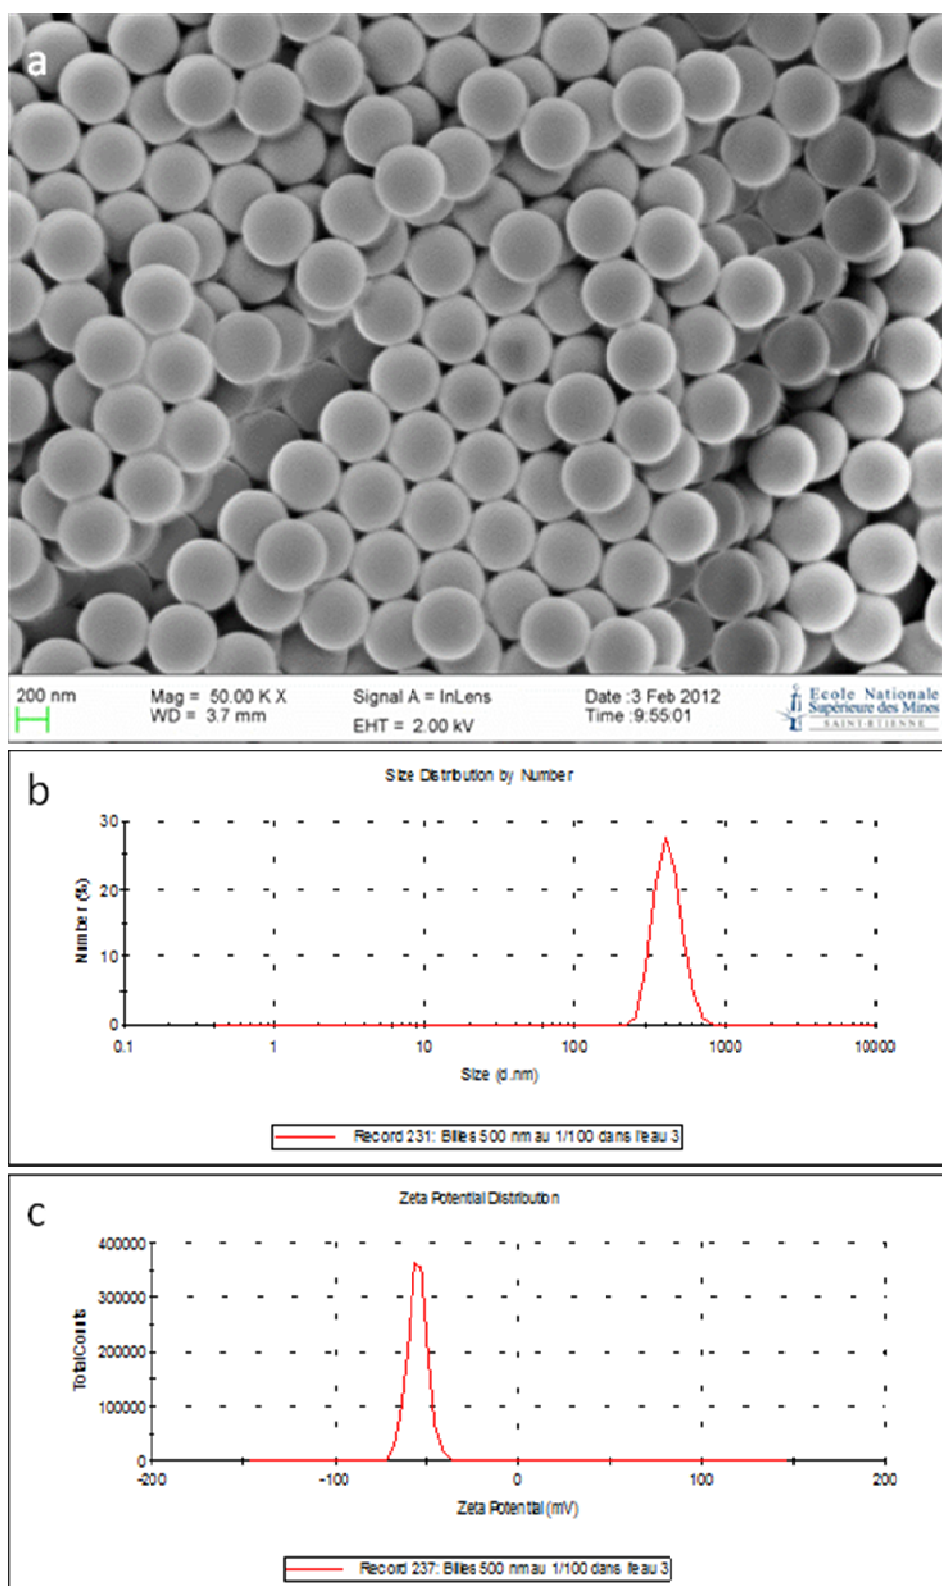 a
200 nm
Mag = 50.00 K X
WD = 3.7 mm
Signal A = InLens
EHT = 2.00 kV
Date :3 Feb 2012
Time :9:55:01
Ecole Nationale
Supérieure des Mines
SAINT-ETIENNE
b
Size Distribution by Number
Number (%)
30
20
10
0
0.1 1 10 100 1000 10000
Size (d.nm)
Record 231: Billes 500 nm au 1/100 dans l'eau 3
c
Zeta Potential Distribution
Total Counts
400000
300000
200000
100000
0
-200 -100 0 100 200
Zeta Potential (mV)
Record 237: Billes 500 nm au 1/100 dans l'eau 3